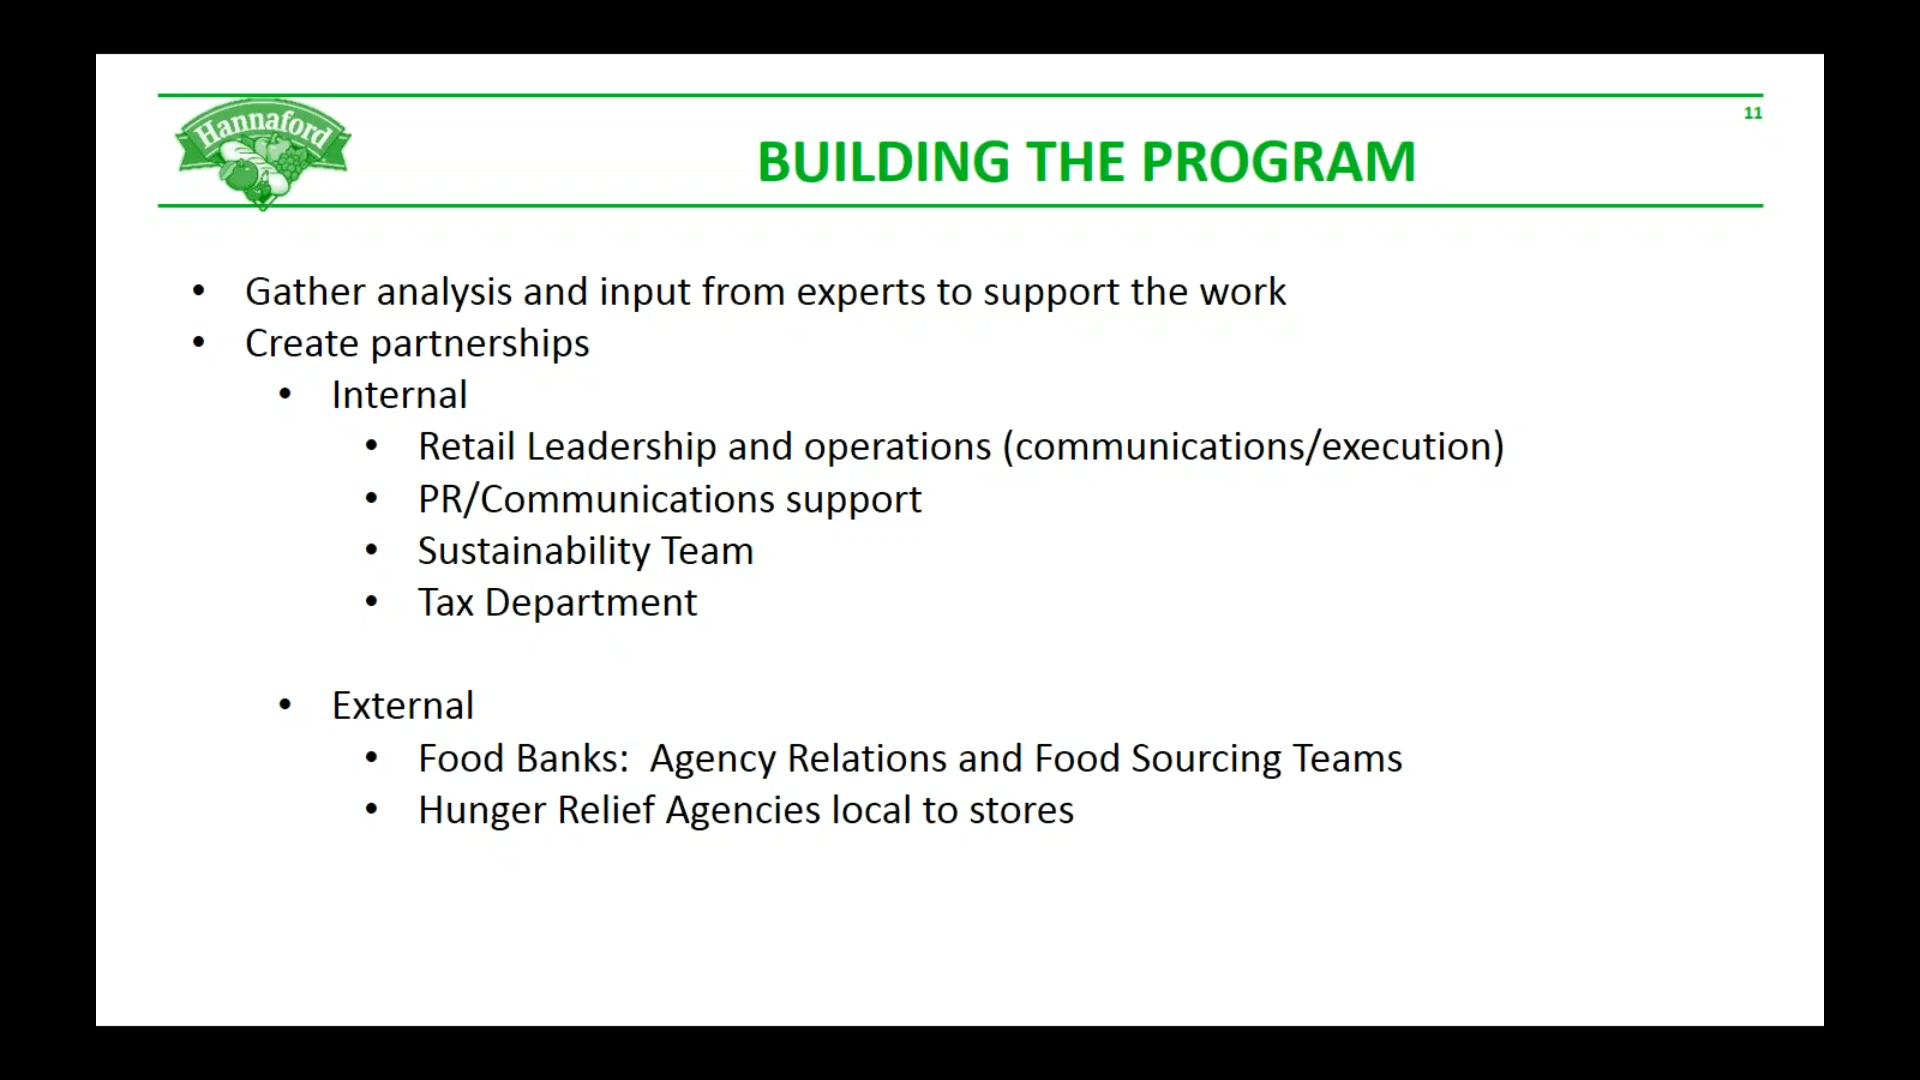 Hannaford
11
BUILDING THE PROGRAM
• Gather analysis and input from experts to support the work
• Create partnerships
• Internal
• Retail Leadership and operations (communications/execution)
• PR/Communications support
• Sustainability Team
• Tax Department
• External
• Food Banks:  Agency Relations and Food Sourcing Teams
• Hunger Relief Agencies local to stores